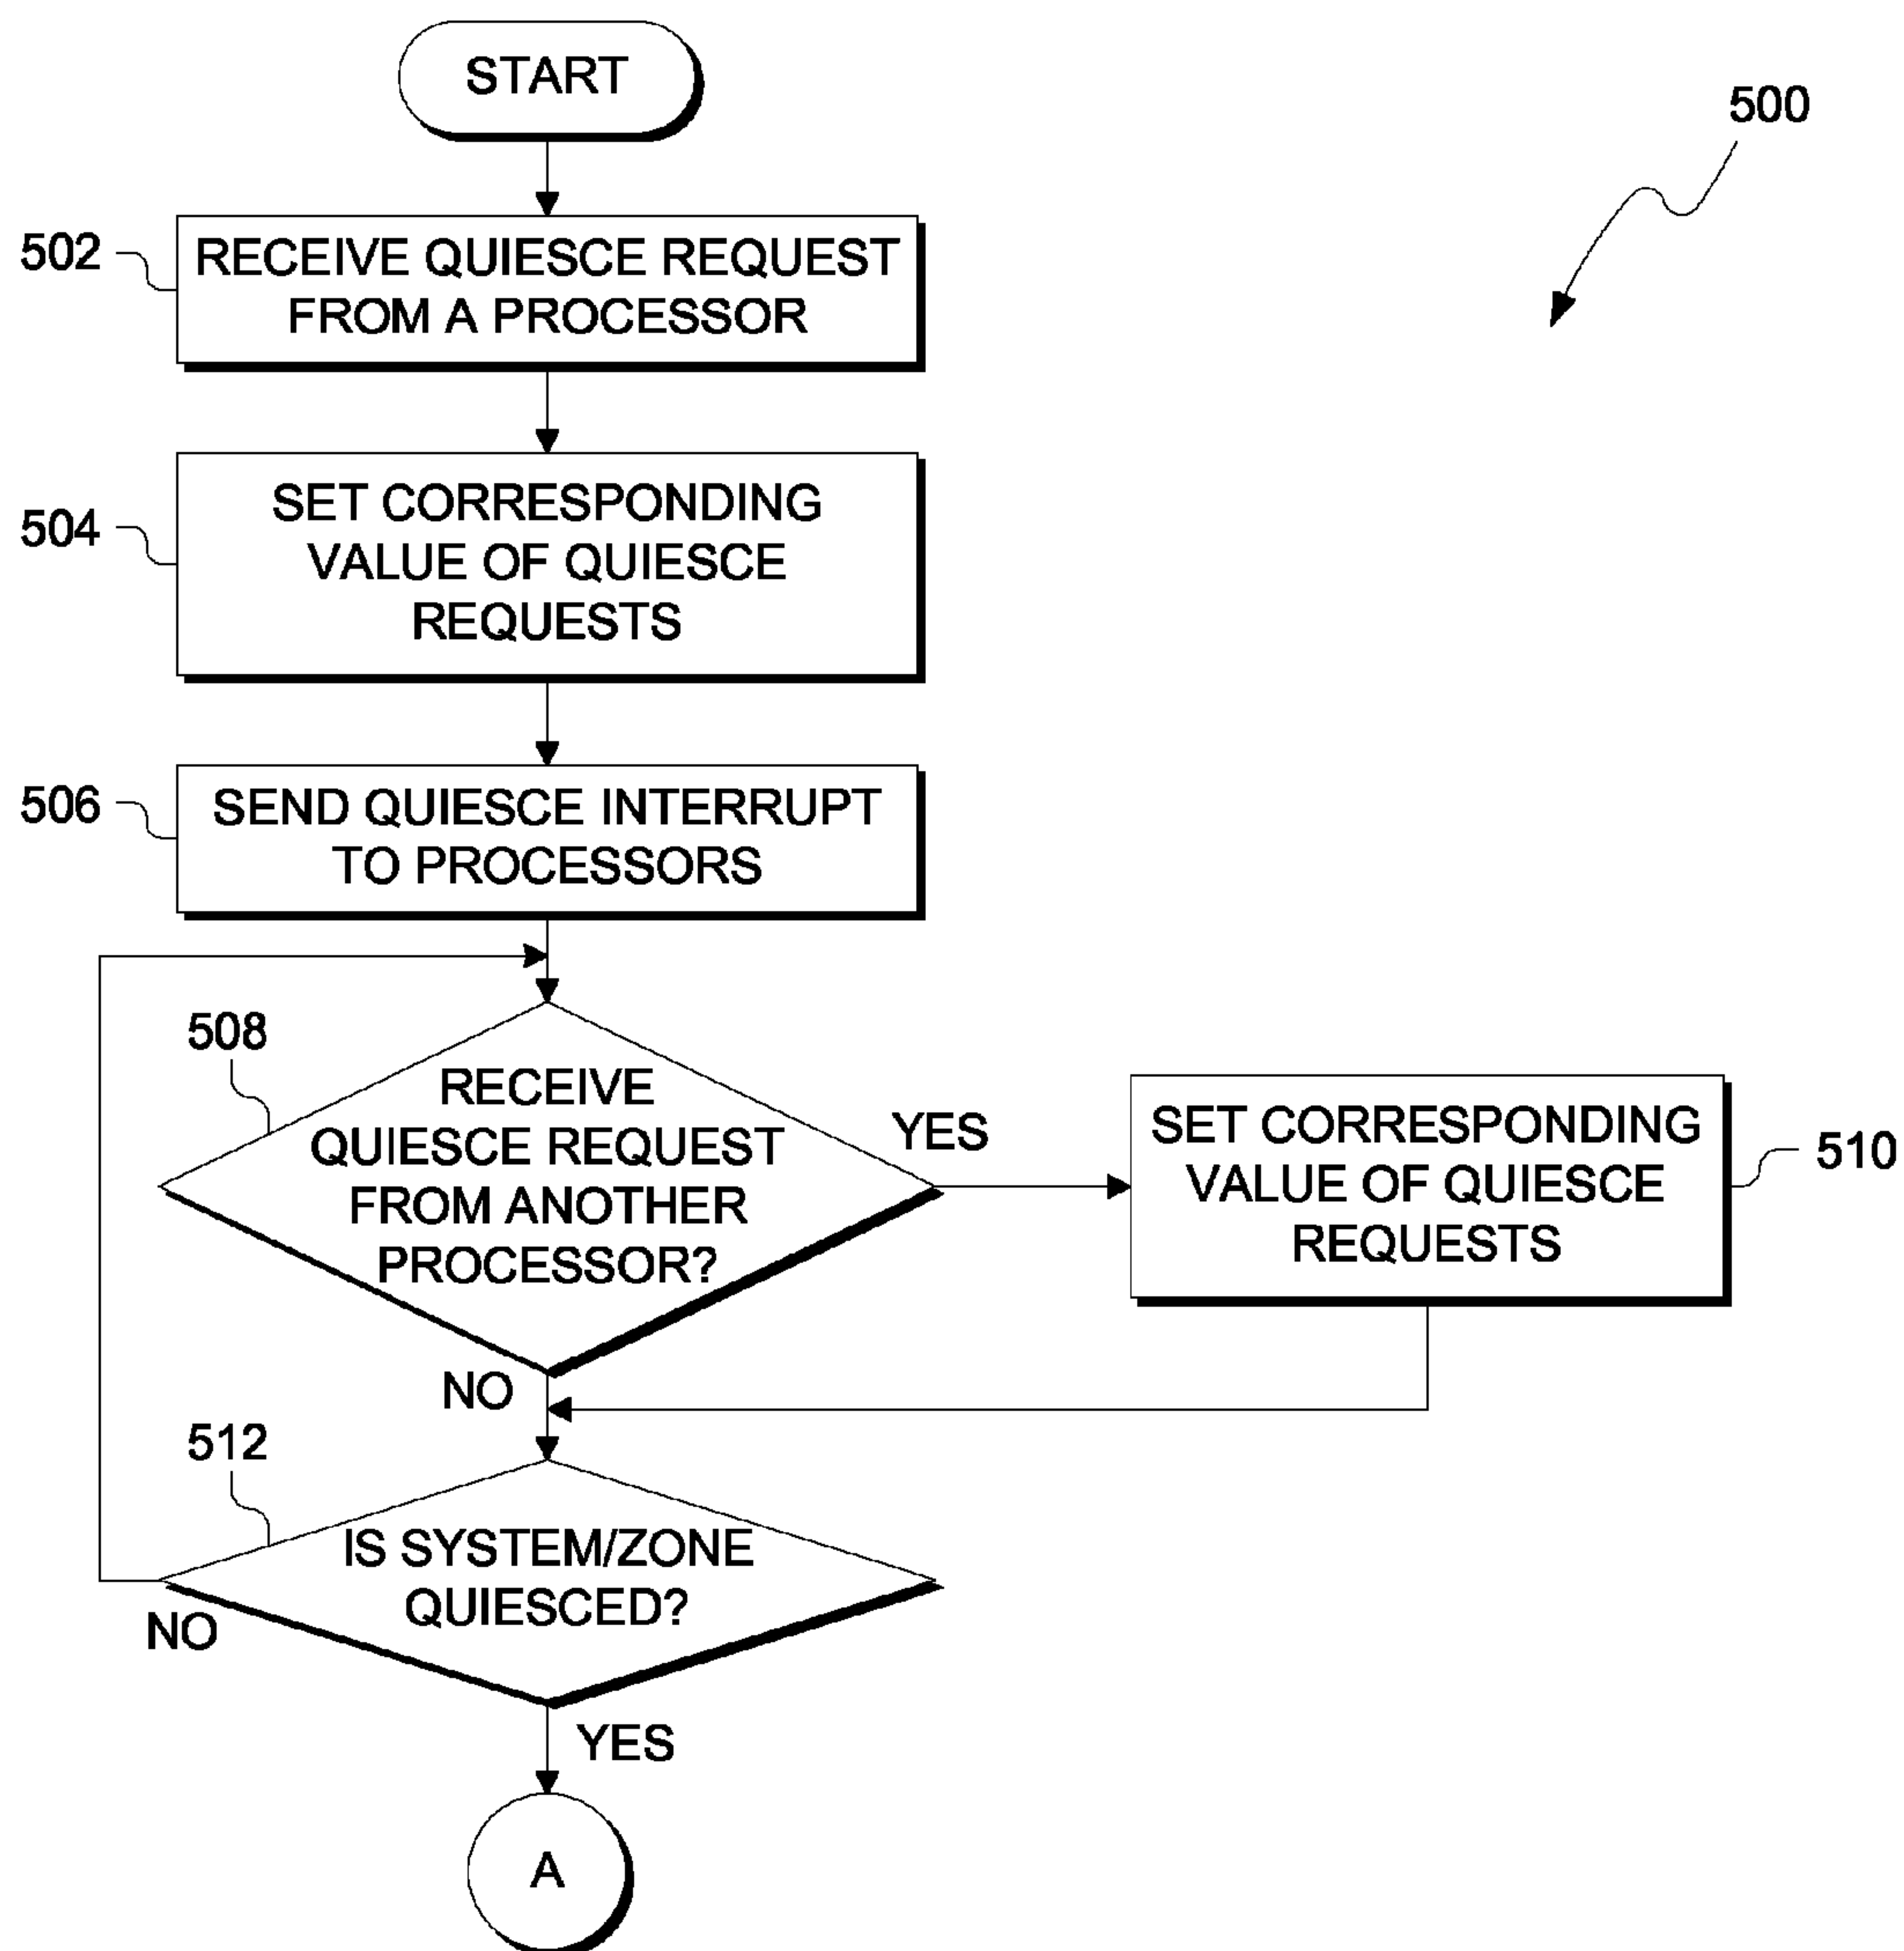 START
500
502
RECEIVE QUIESCE REQUEST
FROM A PROCESSOR
504
SET CORRESPONDING
VALUE OF QUIESCE
REQUESTS
506
SEND QUIESCE INTERRUPT
TO PROCESSORS
508
RECEIVE
QUIESCE REQUEST
FROM ANOTHER
PROCESSOR?
YES
SET CORRESPONDING
VALUE OF QUIESCE
REQUESTS
510
NO
512
IS SYSTEM/ZONE
QUIESCED?
NO
YES
A